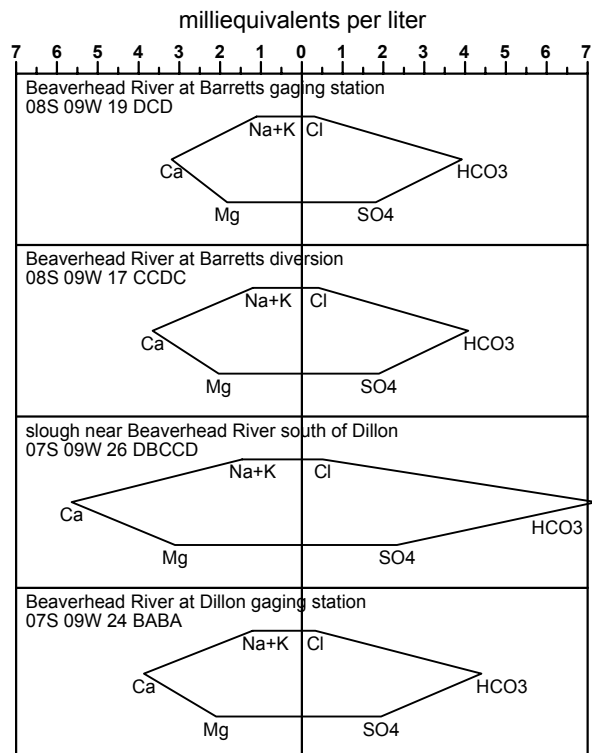 milliequivalents per liter
7 6 5 4 3 2 1 0 1 2 3 4 5 6 7
Beaverhead River at Barretts gaging station
08S 09W 19 DCD
Na+K Cl
Ca HCO3
Mg SO4
Beaverhead River at Barretts diversion
08S 09W 17 CCDC
Na+K Cl
Ca HCO3
Mg SO4
slough near Beaverhead River south of Dillon
07S 09W 26 DBCCD
Na+K Cl
Ca HCO3
Mg SO4
Beaverhead River at Dillon gaging station
07S 09W 24 BABA
Na+K Cl
Ca HCO3
Mg SO4